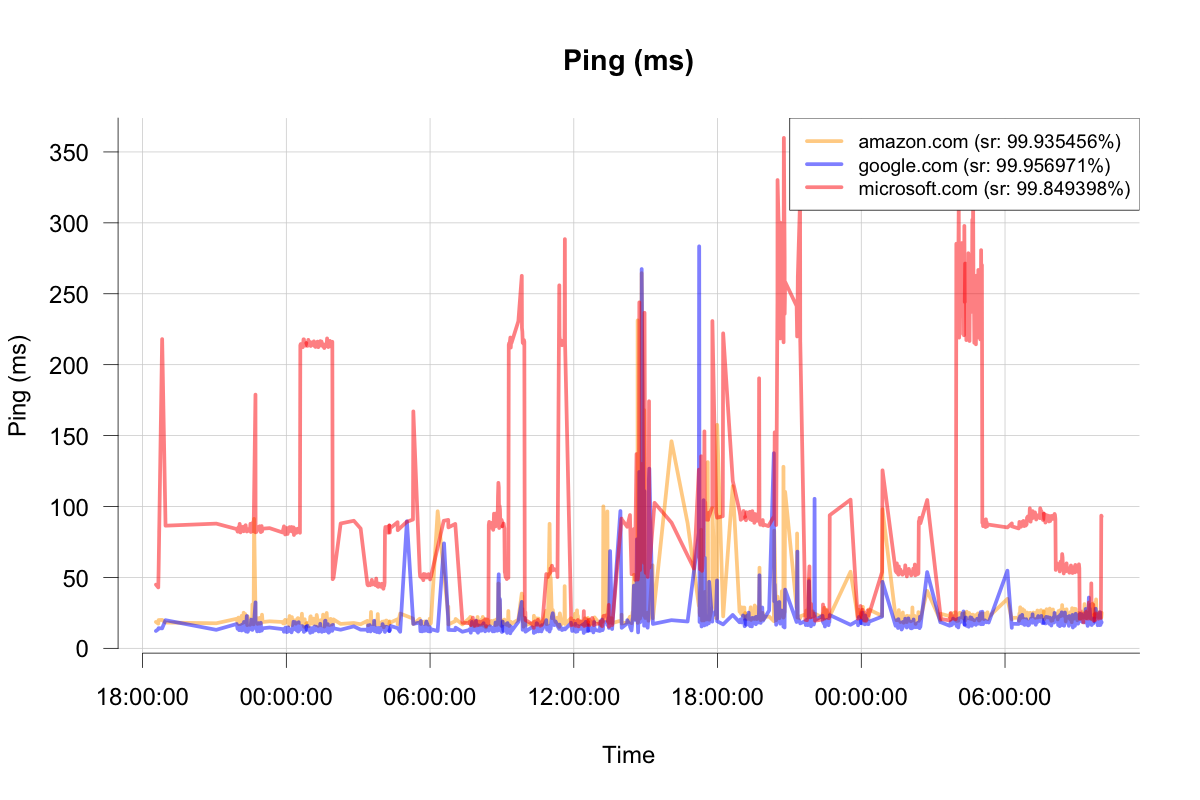 Ping (ms)
amazon.com (sr: 99.935456%)
google.com (sr: 99.956971%)
microsoft.com (sr: 99.849398%)
350
300
250
200
150
100
50
0
Ping (ms)
18:00:00 00:00:00 06:00:00 12:00:00 18:00:00 00:00:00 06:00:00
Time